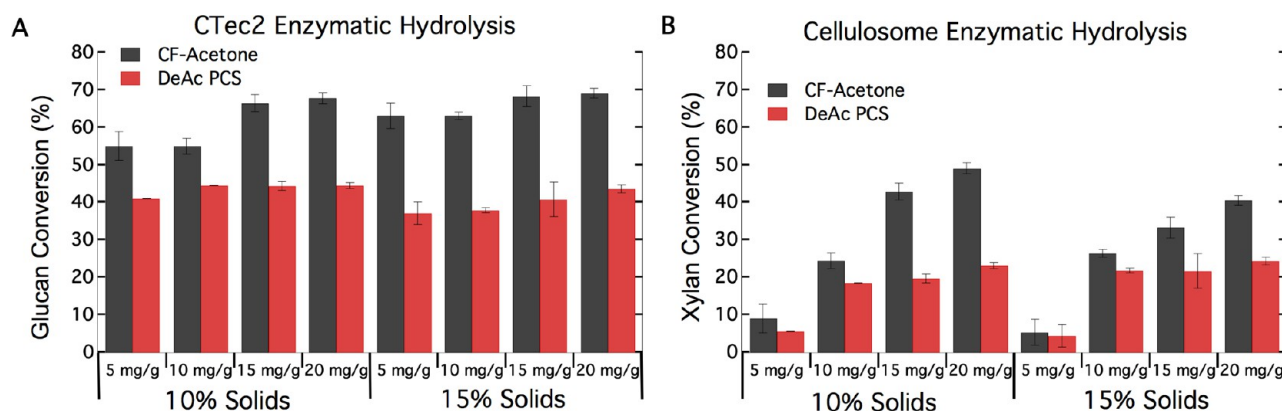 A
CTec2 Enzymatic Hydrolysis
CF-Acetone
DeAc PCS
Glucan Conversion (%)
80
70
60
50
40
30
20
10
0
5 mg/g 10 mg/g 15 mg/g 20 mg/g 5 mg/g 10 mg/g 15 mg/g 20 mg/g
10% Solids 15% Solids
B
Cellulosome Enzymatic Hydrolysis
CF-Acetone
DeAc PCS
Xylan Conversion (%)
80
70
60
50
40
30
20
10
0
5 mg/g 10 mg/g 15 mg/g 20 mg/g 5 mg/g 10 mg/g 15 mg/g 20 mg/g
10% Solids 15% Solids